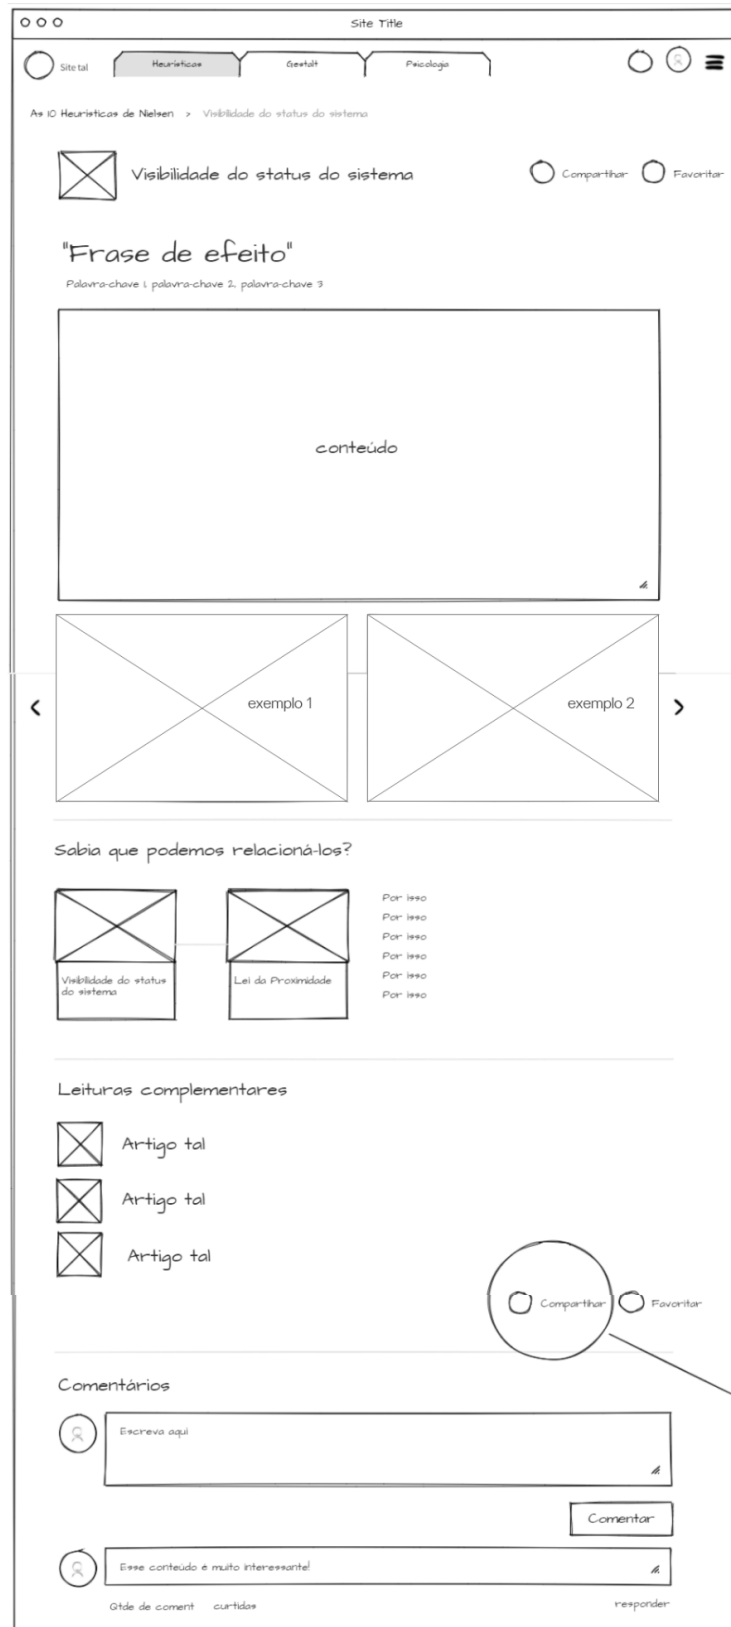 Site Title
Site tal
Heurísticas
Gestalt
Psicologia
As 10 Heurísticas de Nielsen > Visibilidade do status do sistema
Visibilidade do status do sistema
Compartihar
Favoritar
"Frase de efeito"
Palavra-chave 1, palavra-chave 2, palavra-chave 3
conteúdo
exemplo 1
exemplo 2
Sabia que podemos relacioná-los?
Visibilidade do status
do sistema
Lei da Proximidade
Por isso
Por isso
Por isso
Por isso
Por isso
Por isso
Leituras complementares
Artigo tal
Artigo tal
Artigo tal
Compartihar
Favoritar
Comentários
Escreva aqui
Comentar
Esse conteúdo é muito interessante!
Qtde de coment
curtidas
responder